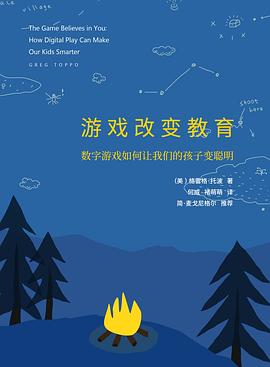 village
The Game Believes in You:
How Digital Play Can Make
Our Kids Smarter
GREG TOPPO
shoot
here
游戏改变教育
数字游戏如何让我们的孩子变聪明
(美) 格雷格·托波 著
何威 褚萌萌 译
简·麦戈尼格尔 推荐